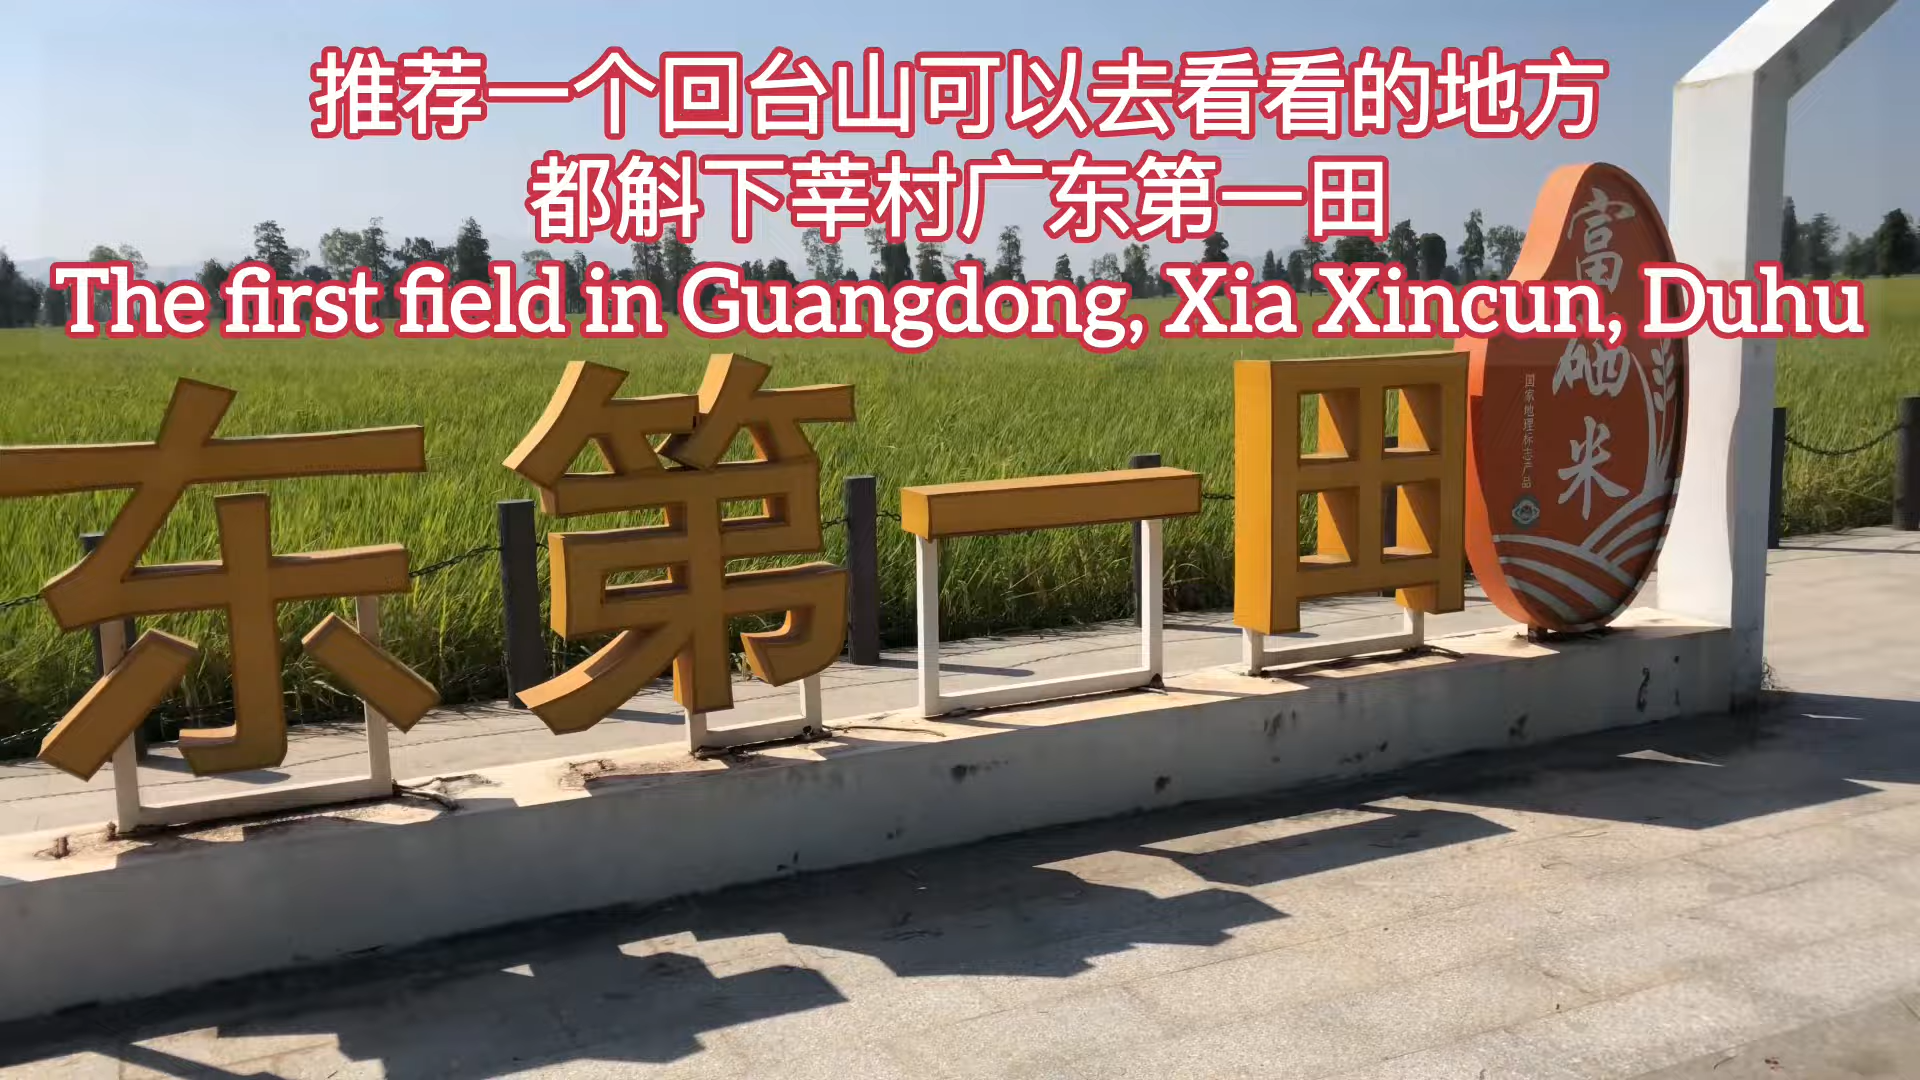 推荐一个回台山可以去看看的地方
都斛下莘村广东第一田
The first field in Guangdong, Xia Xincun, Duhu
东第一田
富硒米
国家地理标志产品